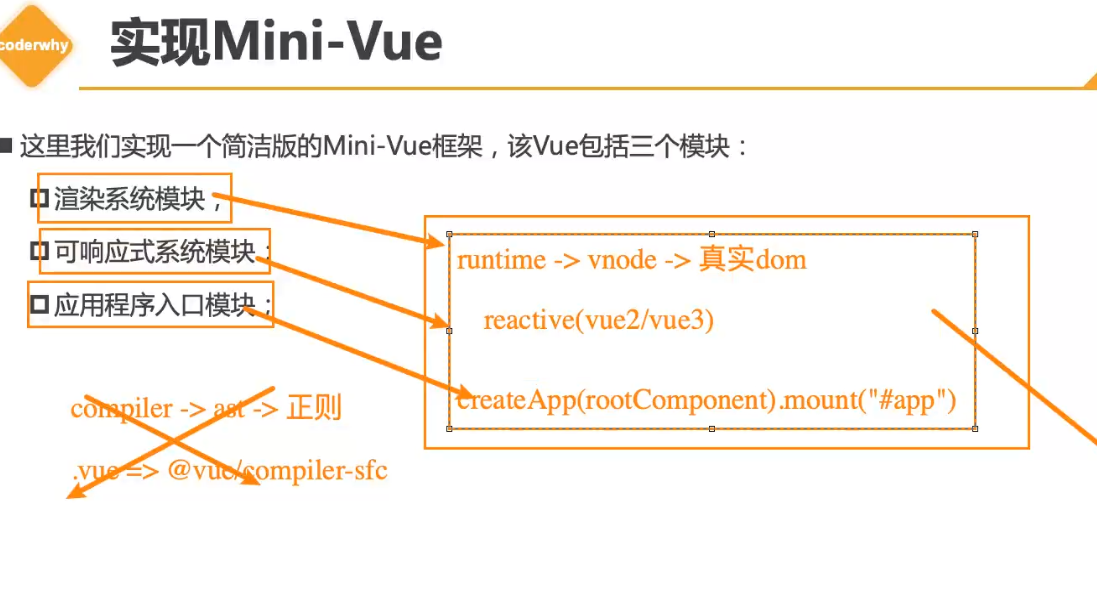 coderwhy
实现Mini-Vue
这里我们实现一个简洁版的Mini-Vue框架，该Vue包括三个模块：
渲染系统模块；
可响应式系统模块；
应用程序入口模块；
runtime -> vnode -> 真实dom
reactive(vue2/vue3)
createApp(rootComponent).mount("#app")
compiler -> ast -> 正则
.vue => @vue/compiler-sfc